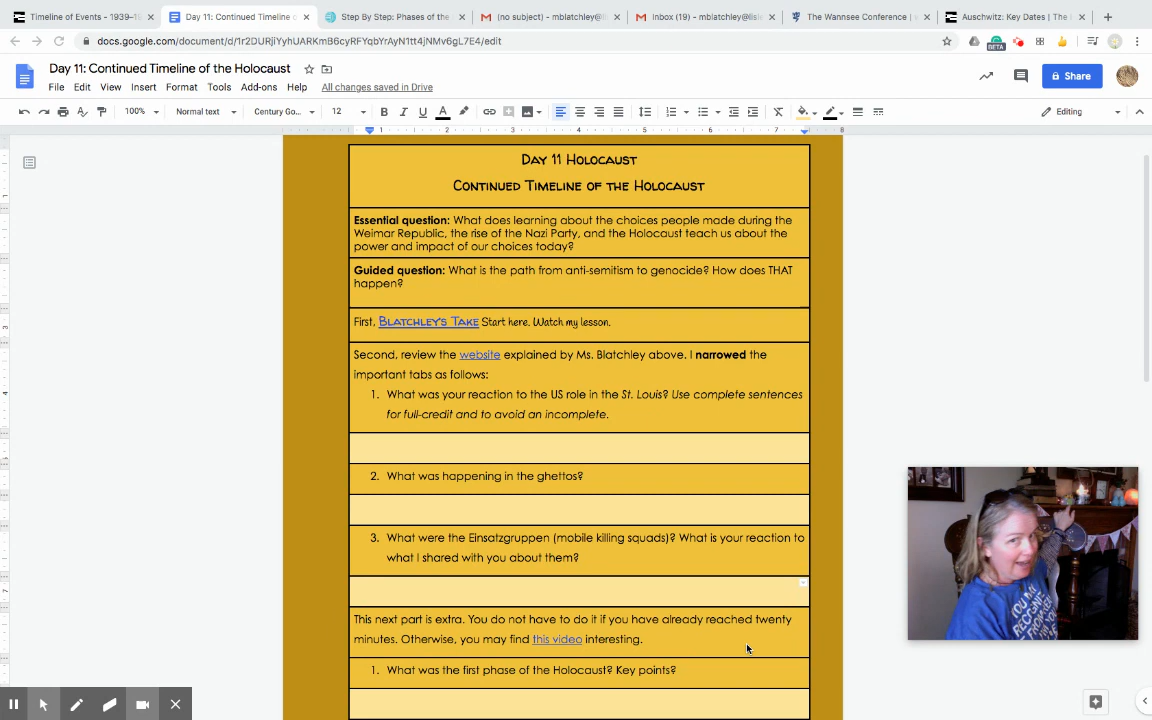 Timeline of Events - 1939–19
Day 11: Continued Timeline o
Step By Step: Phases of the
(no subject) - mblatchley@li
Inbox (19) - mblatchley@lisle
The Wannsee Conference |
Auschwitz: Key Dates | The
docs.google.com/document/d/1r2DURjiYyhUARKmB6cyRFYqbYrAyN1tt4jNMv6gL7E4/edit
BETA
Day 11: Continued Timeline of the Holocaust
File Edit View Insert Format Tools Add-ons Help All changes saved in Drive
Share
100% Normal text Century Go... 12 B I U A Editing
1 2 3 4 5 6 7 8
Day 11 Holocaust
Continued Timeline of the Holocaust
Essential question: What does learning about the choices people made during the
Weimar Republic, the rise of the Nazi Party, and the Holocaust teach us about the
power and impact of our choices today?
Guided question: What is the path from anti-semitism to genocide? How does THAT
happen?
First, Blatchley's Take Start here. Watch my lesson.
Second, review the website explained by Ms. Blatchley above. I narrowed the
important tabs as follows:
1. What was your reaction to the US role in the St. Louis? Use complete sentences
for full-credit and to avoid an incomplete.
2. What was happening in the ghettos?
3. What were the Einsatzgruppen (mobile killing squads)? What is your reaction to
what I shared with you about them?
This next part is extra. You do not have to do it if you have already reached twenty
minutes. Otherwise, you may find this video interesting.
1. What was the first phase of the Holocaust? Key points?